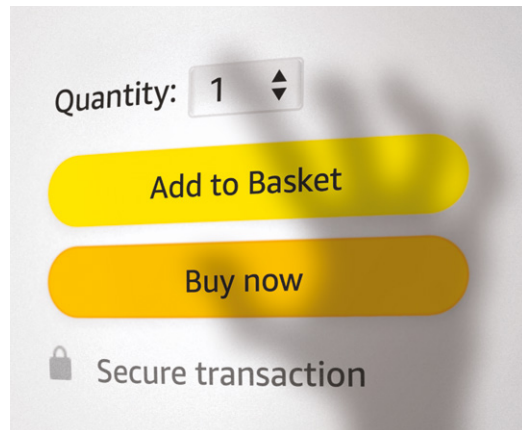 Quantity: 1
Add to Basket
Buy now
Secure transaction